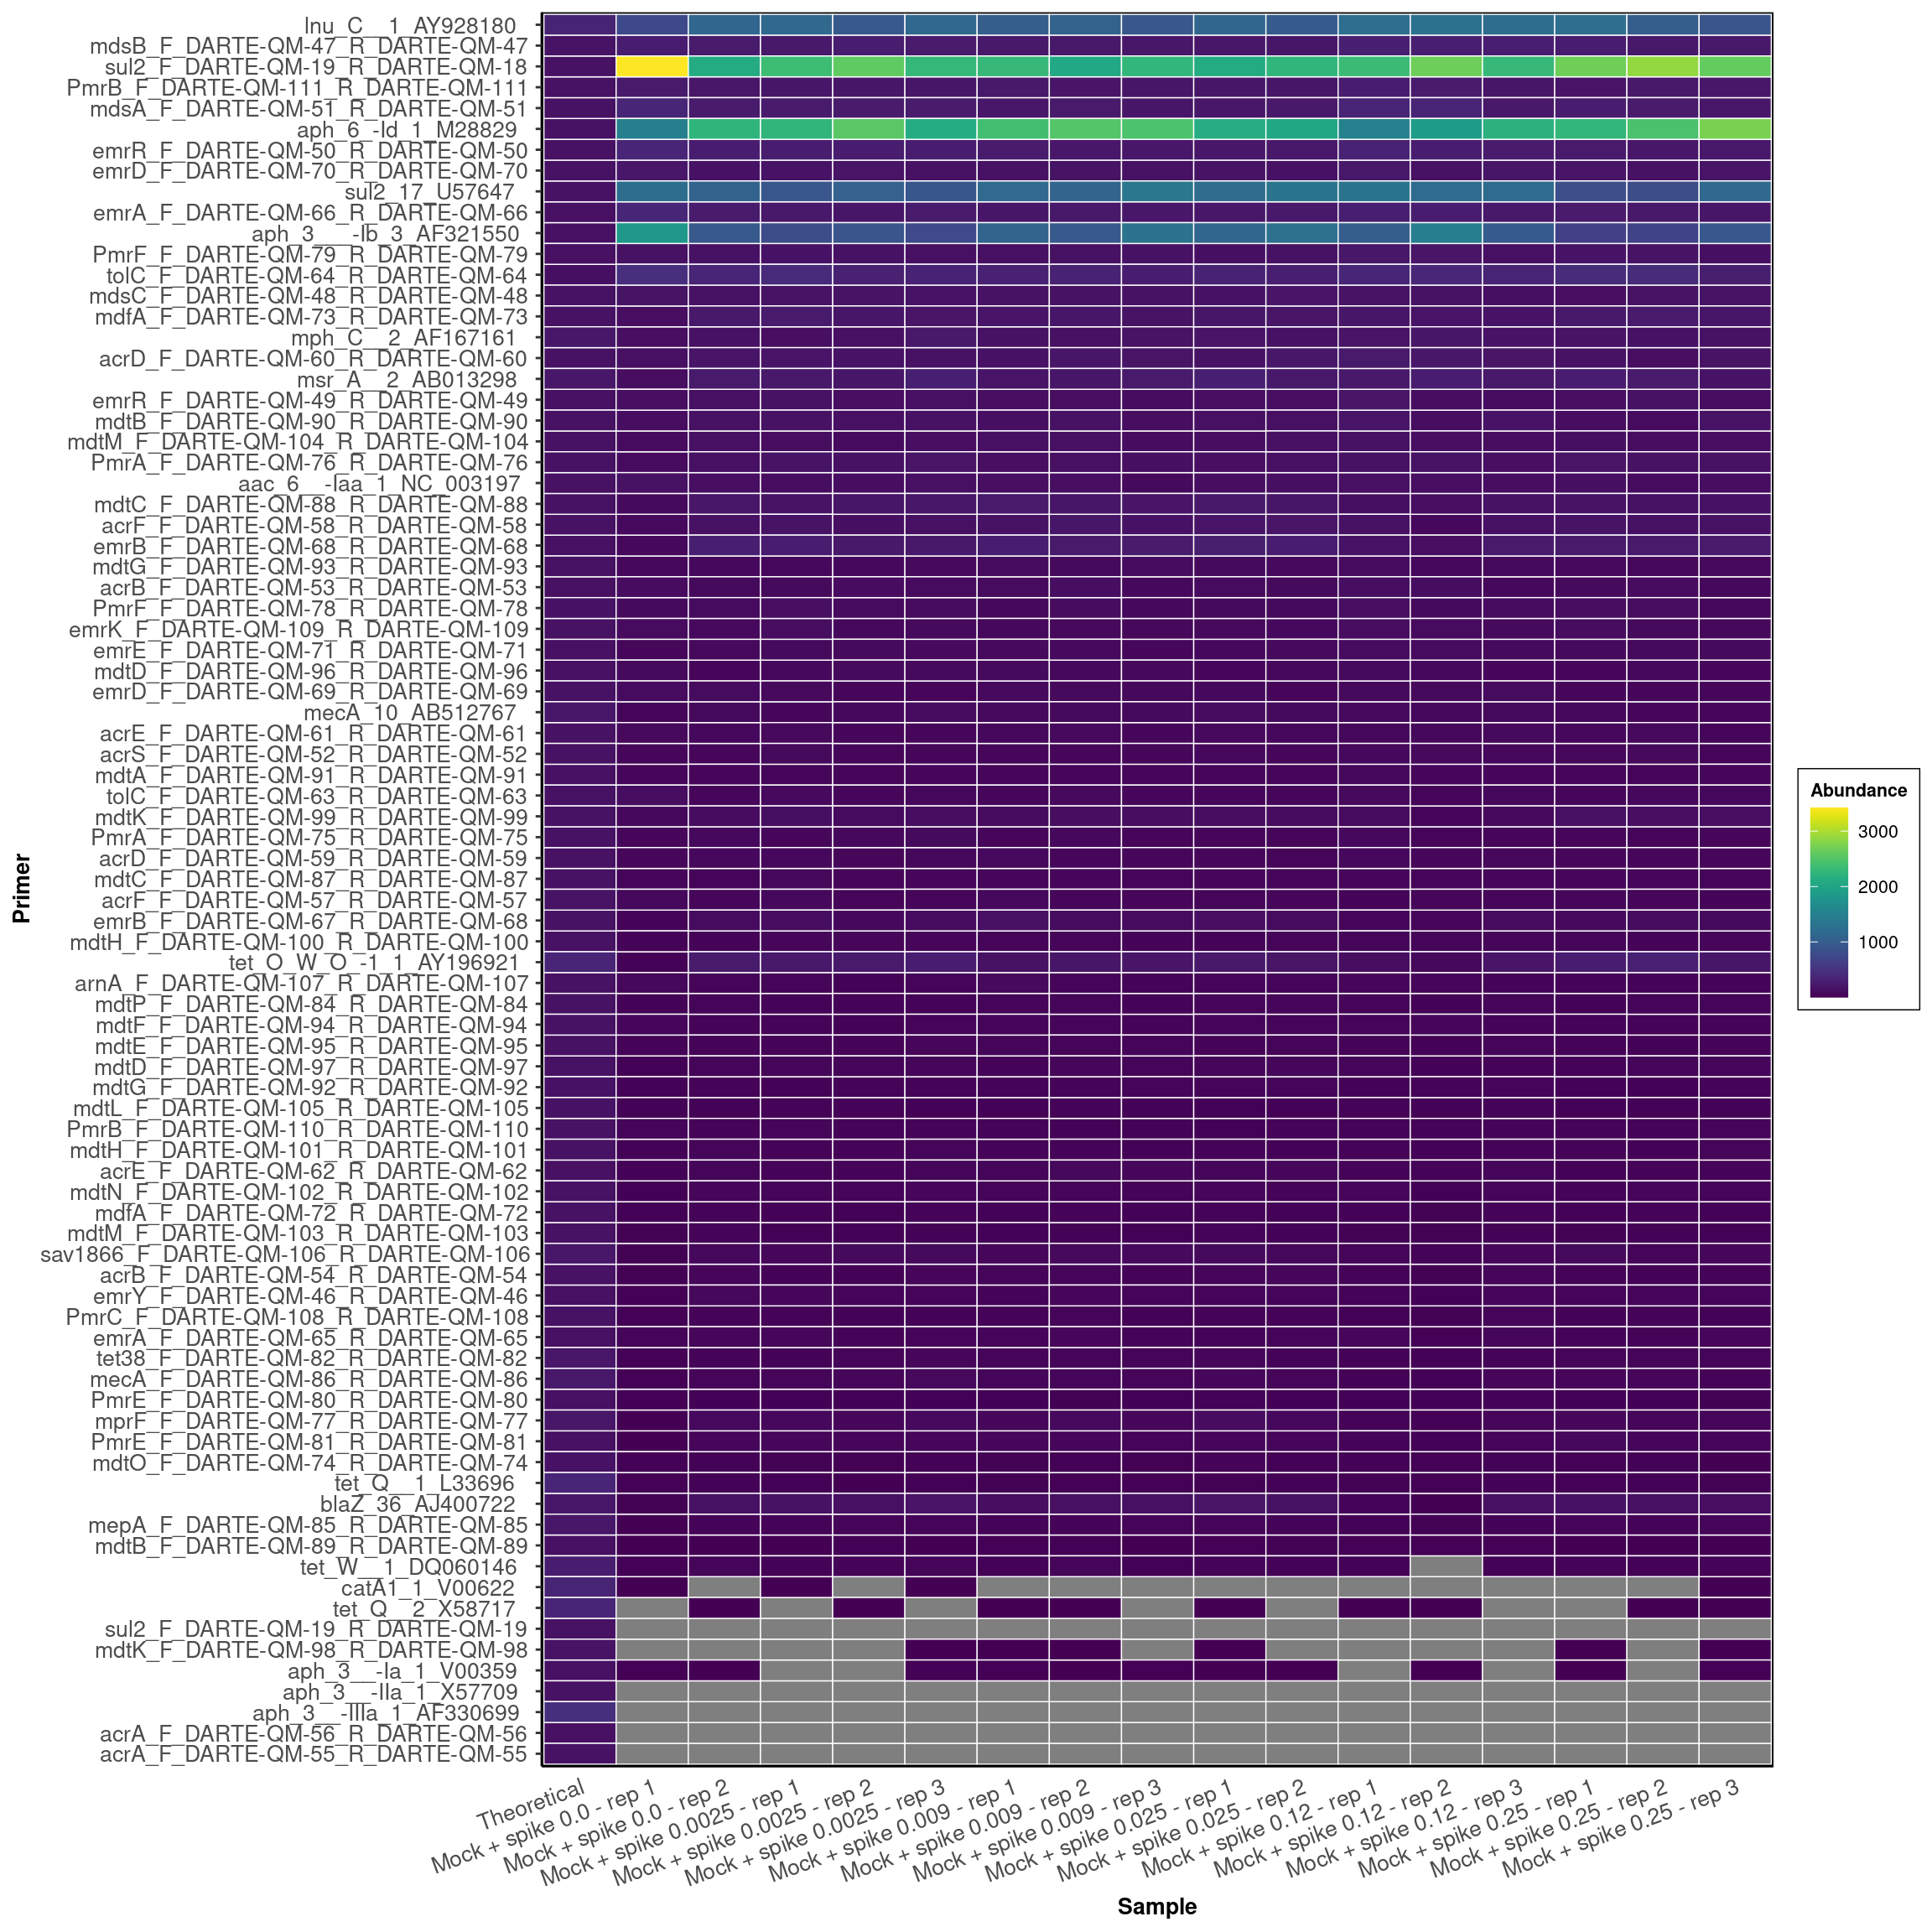 lnu_C__1_AY928180
mdsB_F_DARTE-QM-47_R_DARTE-QM-47
sul2_F_DARTE-QM-19_R_DARTE-QM-18
PmrB_F_DARTE-QM-111_R_DARTE-QM-111
mdsA_F_DARTE-QM-51_R_DARTE-QM-51
aph_6_-Id_1_M28829
emrR_F_DARTE-QM-50_R_DARTE-QM-50
emrD_F_DARTE-QM-70_R_DARTE-QM-70
sul2_17_U57647
emrA_F_DARTE-QM-66_R_DARTE-QM-66
aph_3___-Ib_3_AF321550
PmrF_F_DARTE-QM-79_R_DARTE-QM-79
tolC_F_DARTE-QM-64_R_DARTE-QM-64
mdsC_F_DARTE-QM-48_R_DARTE-QM-48
mdfA_F_DARTE-QM-73_R_DARTE-QM-73
mph_C__2_AF167161
acrD_F_DARTE-QM-60_R_DARTE-QM-60
msr_A__2_AB013298
emrR_F_DARTE-QM-49_R_DARTE-QM-49
mdtB_F_DARTE-QM-90_R_DARTE-QM-90
mdtM_F_DARTE-QM-104_R_DARTE-QM-104
PmrA_F_DARTE-QM-76_R_DARTE-QM-76
aac_6__-Iaa_1_NC_003197
mdtC_F_DARTE-QM-88_R_DARTE-QM-88
acrF_F_DARTE-QM-58_R_DARTE-QM-58
emrB_F_DARTE-QM-68_R_DARTE-QM-68
mdtG_F_DARTE-QM-93_R_DARTE-QM-93
acrB_F_DARTE-QM-53_R_DARTE-QM-53
PmrF_F_DARTE-QM-78_R_DARTE-QM-78
emrK_F_DARTE-QM-109_R_DARTE-QM-109
emrE_F_DARTE-QM-71_R_DARTE-QM-71
mdtD_F_DARTE-QM-96_R_DARTE-QM-96
emrD_F_DARTE-QM-69_R_DARTE-QM-69
mecA_10_AB512767
acrE_F_DARTE-QM-61_R_DARTE-QM-61
acrS_F_DARTE-QM-52_R_DARTE-QM-52
mdtA_F_DARTE-QM-91_R_DARTE-QM-91
tolC_F_DARTE-QM-63_R_DARTE-QM-63
mdtK_F_DARTE-QM-99_R_DARTE-QM-99
PmrA_F_DARTE-QM-75_R_DARTE-QM-75
acrD_F_DARTE-QM-59_R_DARTE-QM-59
mdtC_F_DARTE-QM-87_R_DARTE-QM-87
acrF_F_DARTE-QM-57_R_DARTE-QM-57
emrB_F_DARTE-QM-67_R_DARTE-QM-68
mdtH_F_DARTE-QM-100_R_DARTE-QM-100
tet_O_W_O_-1_1_AY196921
arnA_F_DARTE-QM-107_R_DARTE-QM-107
mdtP_F_DARTE-QM-84_R_DARTE-QM-84
mdtF_F_DARTE-QM-94_R_DARTE-QM-94
mdtE_F_DARTE-QM-95_R_DARTE-QM-95
mdtD_F_DARTE-QM-97_R_DARTE-QM-97
mdtG_F_DARTE-QM-92_R_DARTE-QM-92
mdtL_F_DARTE-QM-105_R_DARTE-QM-105
PmrB_F_DARTE-QM-110_R_DARTE-QM-110
mdtH_F_DARTE-QM-101_R_DARTE-QM-101
acrE_F_DARTE-QM-62_R_DARTE-QM-62
mdtN_F_DARTE-QM-102_R_DARTE-QM-102
mdfA_F_DARTE-QM-72_R_DARTE-QM-72
mdtM_F_DARTE-QM-103_R_DARTE-QM-103
sav1866_F_DARTE-QM-106_R_DARTE-QM-106
acrB_F_DARTE-QM-54_R_DARTE-QM-54
emrY_F_DARTE-QM-46_R_DARTE-QM-46
PmrC_F_DARTE-QM-108_R_DARTE-QM-108
emrA_F_DARTE-QM-65_R_DARTE-QM-65
tet38_F_DARTE-QM-82_R_DARTE-QM-82
mecA_F_DARTE-QM-86_R_DARTE-QM-86
PmrE_F_DARTE-QM-80_R_DARTE-QM-80
mprF_F_DARTE-QM-77_R_DARTE-QM-77
PmrE_F_DARTE-QM-81_R_DARTE-QM-81
mdtO_F_DARTE-QM-74_R_DARTE-QM-74
tet_Q__1_L33696
blaZ_36_AJ400722
mepA_F_DARTE-QM-85_R_DARTE-QM-85
mdtB_F_DARTE-QM-89_R_DARTE-QM-89
tet_W__1_DQ060146
catA1_1_V00622
tet_Q__2_X58717
sul2_F_DARTE-QM-19_R_DARTE-QM-19
mdtK_F_DARTE-QM-98_R_DARTE-QM-98
aph_3__-Ia_1_V00359
aph_3__-IIa_1_X57709
aph_3__-IIIa_1_AF330699
acrA_F_DARTE-QM-56_R_DARTE-QM-56
acrA_F_DARTE-QM-55_R_DARTE-QM-55
Primer
Theoretical
Mock + spike 0.0 - rep 1
Mock + spike 0.0 - rep 2
Mock + spike 0.0025 - rep 1
Mock + spike 0.0025 - rep 2
Mock + spike 0.0025 - rep 3
Mock + spike 0.009 - rep 1
Mock + spike 0.009 - rep 2
Mock + spike 0.009 - rep 3
Mock + spike 0.025 - rep 1
Mock + spike 0.025 - rep 2
Mock + spike 0.12 - rep 1
Mock + spike 0.12 - rep 2
Mock + spike 0.12 - rep 3
Mock + spike 0.25 - rep 1
Mock + spike 0.25 - rep 2
Mock + spike 0.25 - rep 3
Sample
Abundance
3000
2000
1000